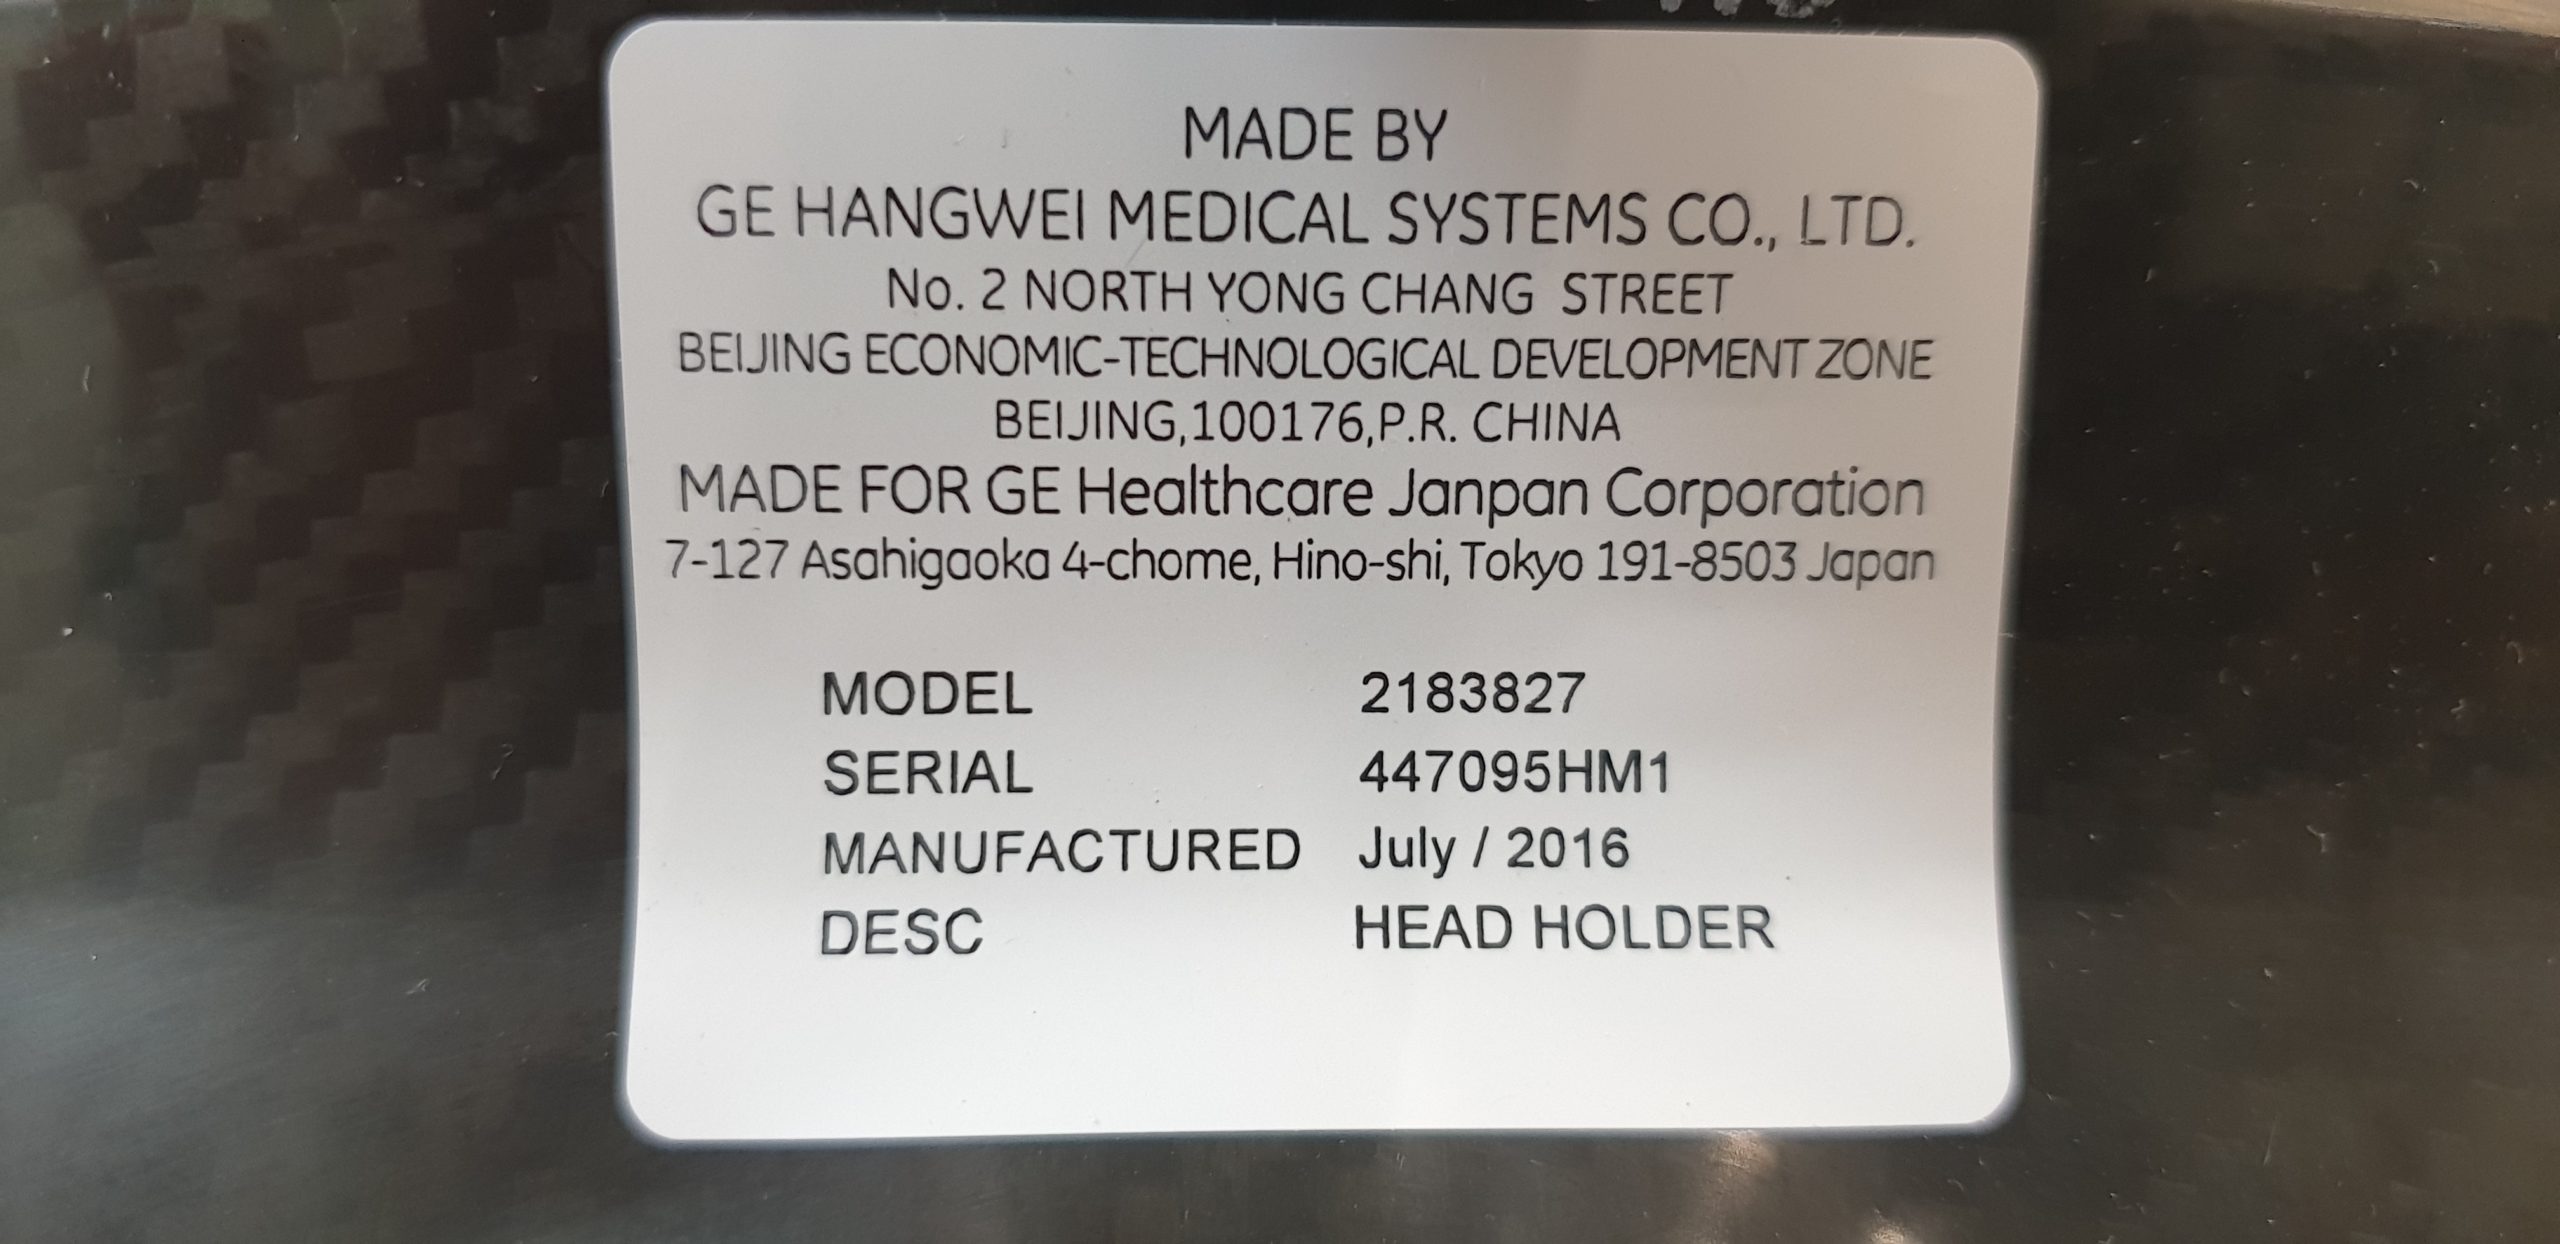 MADE BY
GE HANGWEI MEDICAL SYSTEMS CO., LTD.
No. 2 NORTH YONG CHANG STREET
BEIJING ECONOMIC-TECHNOLOGICAL DEVELOPMENT ZONE
BEIJING,100176,P.R. CHINA
MADE FOR GE Healthcare Janpan Corporation
7-127 Asahigaoka 4-chome, Hino-shi, Tokyo 191-8503 Japan
MODEL 2183827
SERIAL 447095HM1
MANUFACTURED July / 2016
DESC HEAD HOLDER